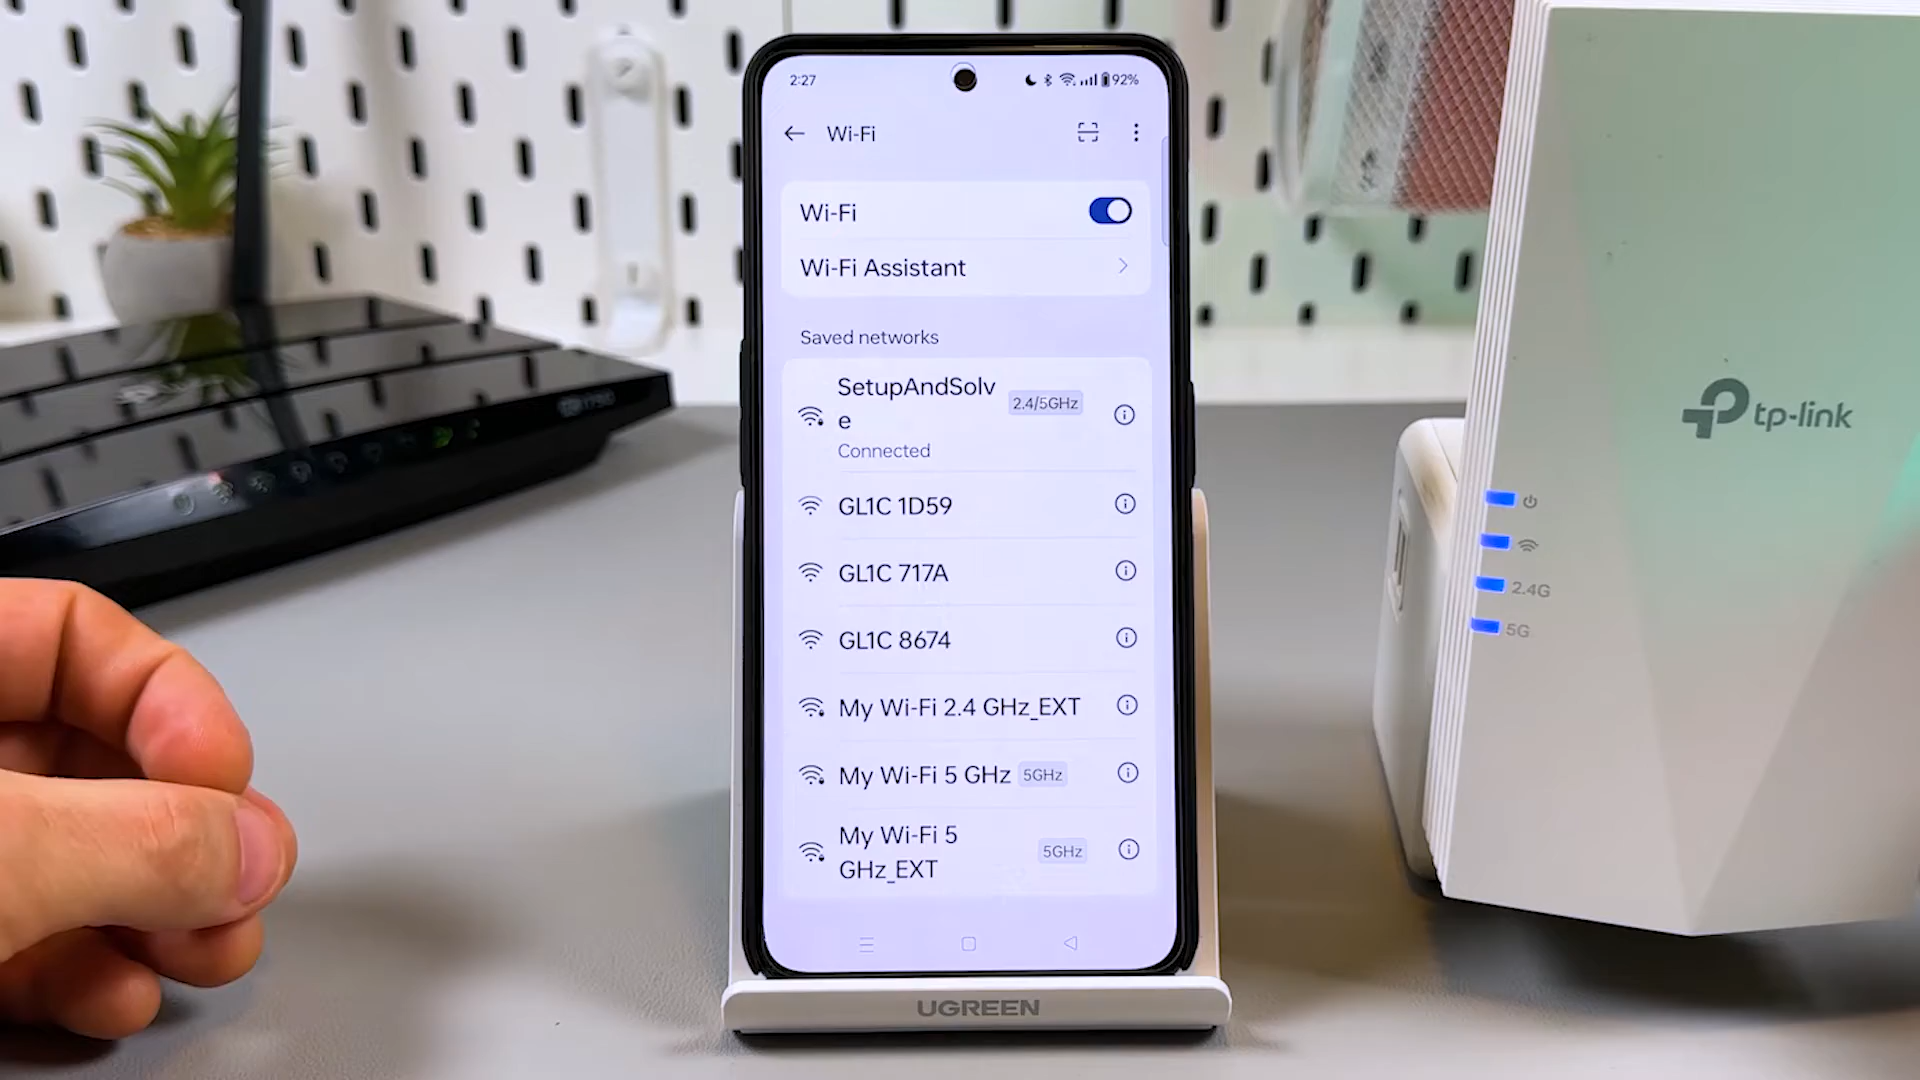 2:27
92%
Wi-Fi
Wi-Fi
Wi-Fi Assistant
Saved networks
SetupAndSolv
e
2.4/5GHz
Connected
GL1C 1D59
GL1C 717A
GL1C 8674
My Wi-Fi 2.4 GHz_EXT
My Wi-Fi 5 GHz 5GHz
My Wi-Fi 5
GHz_EXT
5GHz
UGREEN
tp-link
2.4G
5G